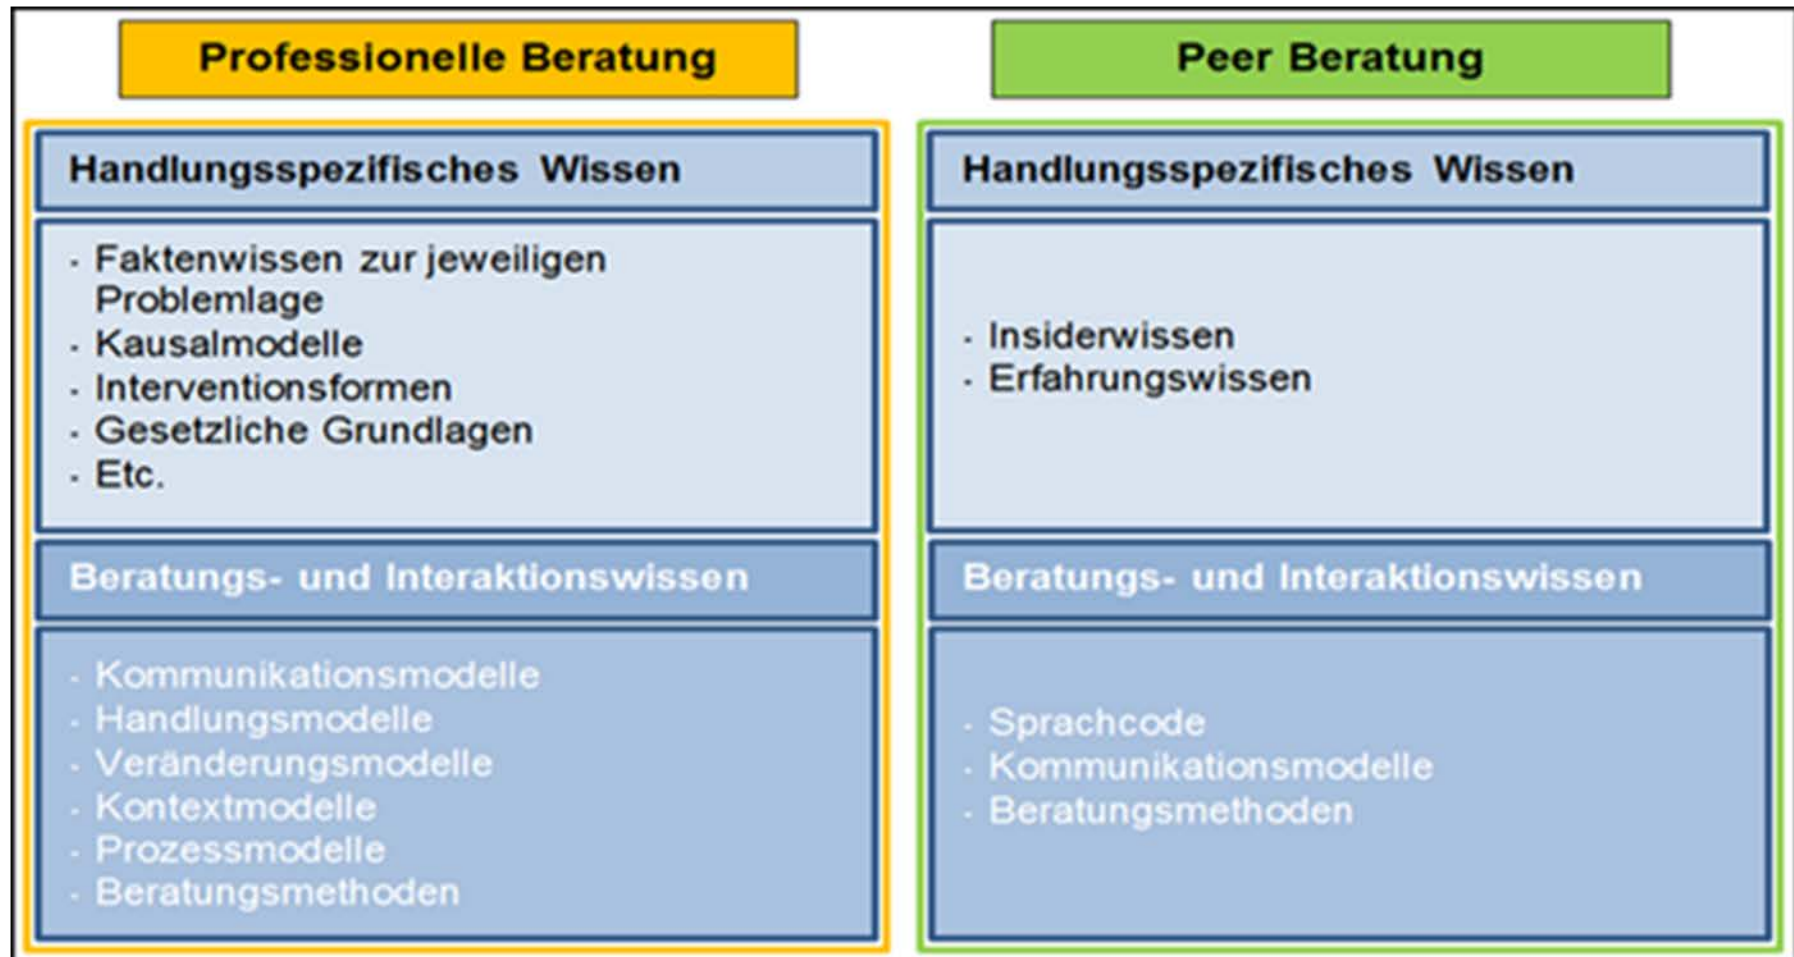 Professionelle Beratung
Handlungsspezifisches Wissen
- Faktenwissen zur jeweiligen
Problemlage
- Kausalmodelle
- Interventionsformen
- Gesetzliche Grundlagen
- Etc.
Beratungs- und Interaktionswissen
- Kommunikationsmodelle
- Handlungsmodelle
- Veränderungsmodelle
- Kontextmodelle
- Prozessmodelle
- Beratungsmethoden
Peer Beratung
Handlungsspezifisches Wissen
- Insiderwissen
- Erfahrungswissen
Beratungs- und Interaktionswissen
- Sprachcode
- Kommunikationsmodelle
- Beratungsmethoden